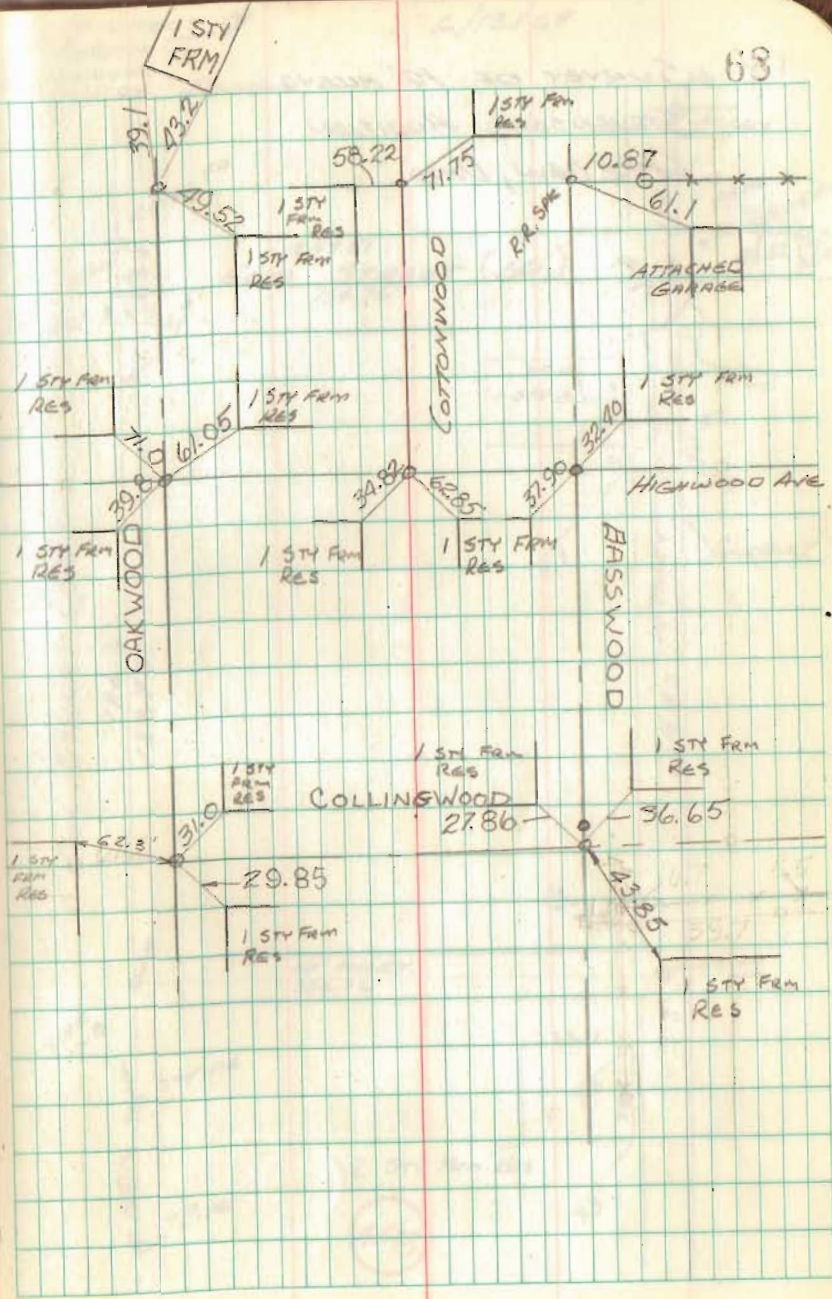 1 STY
FRM
68
39.1
43.2
49.52
1 STY FRM
RES
58.22
71.75
1 STY
FRM
RES
1 STY FRM
RES
R.R. SPK
10.87
61.1
ATTACHED
GARAGE
COTTONWOOD
1 STY FRM
RES
71.0
61.05
1 STY FRM
RES
39.8
1 STY FRM
RES
OAKWOOD
34.82
62.85
1 STY FRM
RES
1 STY FRM
RES
37.90
32.40
1 STY FRM
RES
HIGHWOOD AVE
BASSWOOD
1 STY
FRM
RES
31.0
62.3'
1 STY
FRM
RES
29.85
1 STY FRM
RES
COLLINGWOOD
1 STY FRM
RES
27.86
1 STY FRM
RES
36.65
43.85
1 STY FRM
RES